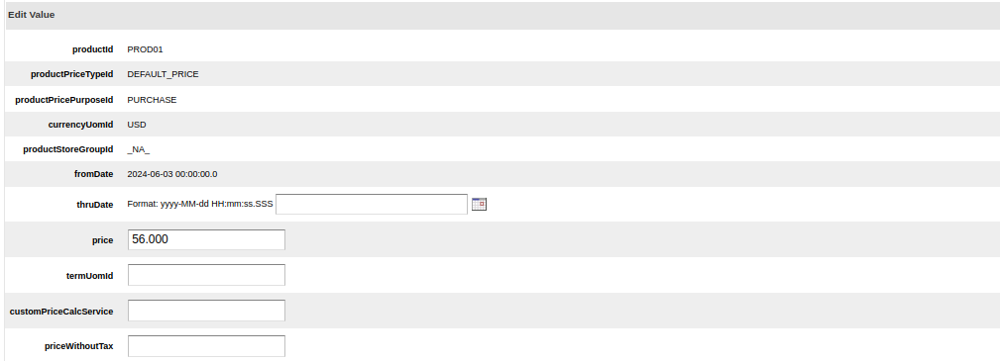 Edit Value
productId PROD01
productPriceTypeId DEFAULT_PRICE
productPricePurposeId PURCHASE
currencyUomId USD
productStoreGroupId _NA_
fromDate 2024-06-03 00:00:00.0
thruDate Format: yyyy-MM-dd HH:mm:ss.SSS
price 56.000
termUomId
customPriceCalcService
priceWithoutTax